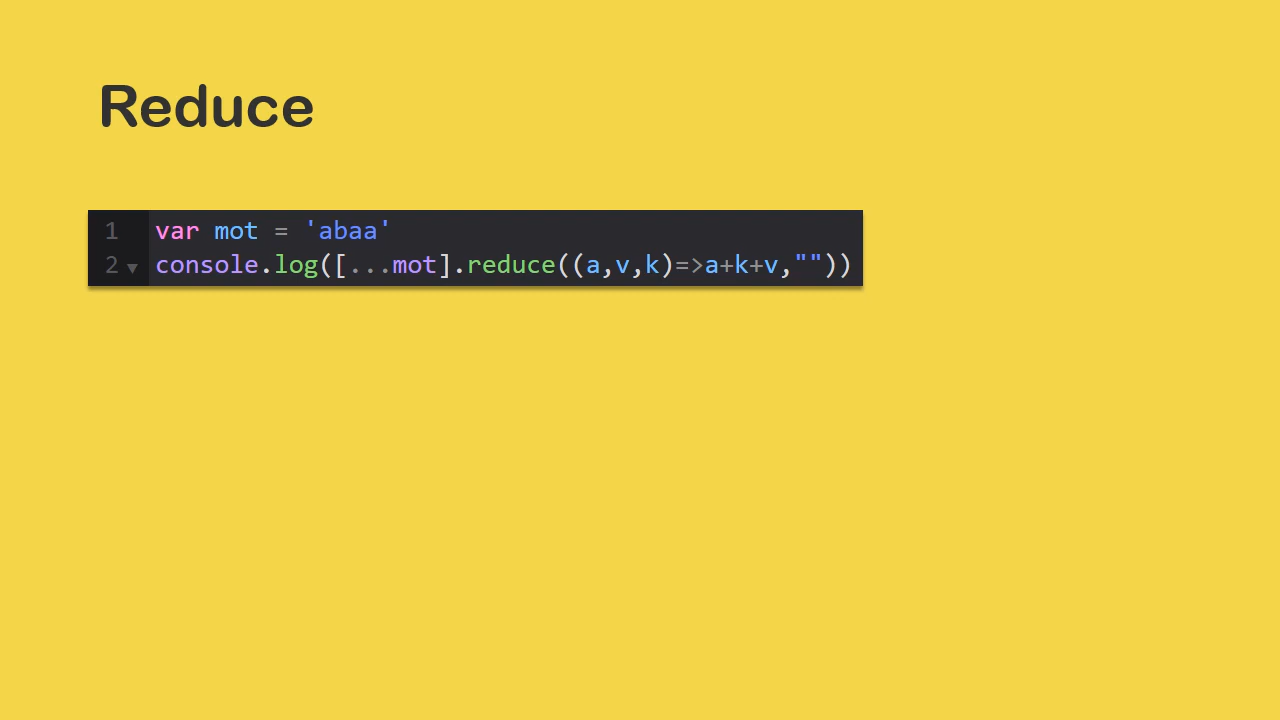 Reduce
1 var mot = 'abaa'
2 console.log([...mot].reduce((a,v,k)=>a+k+v,""))